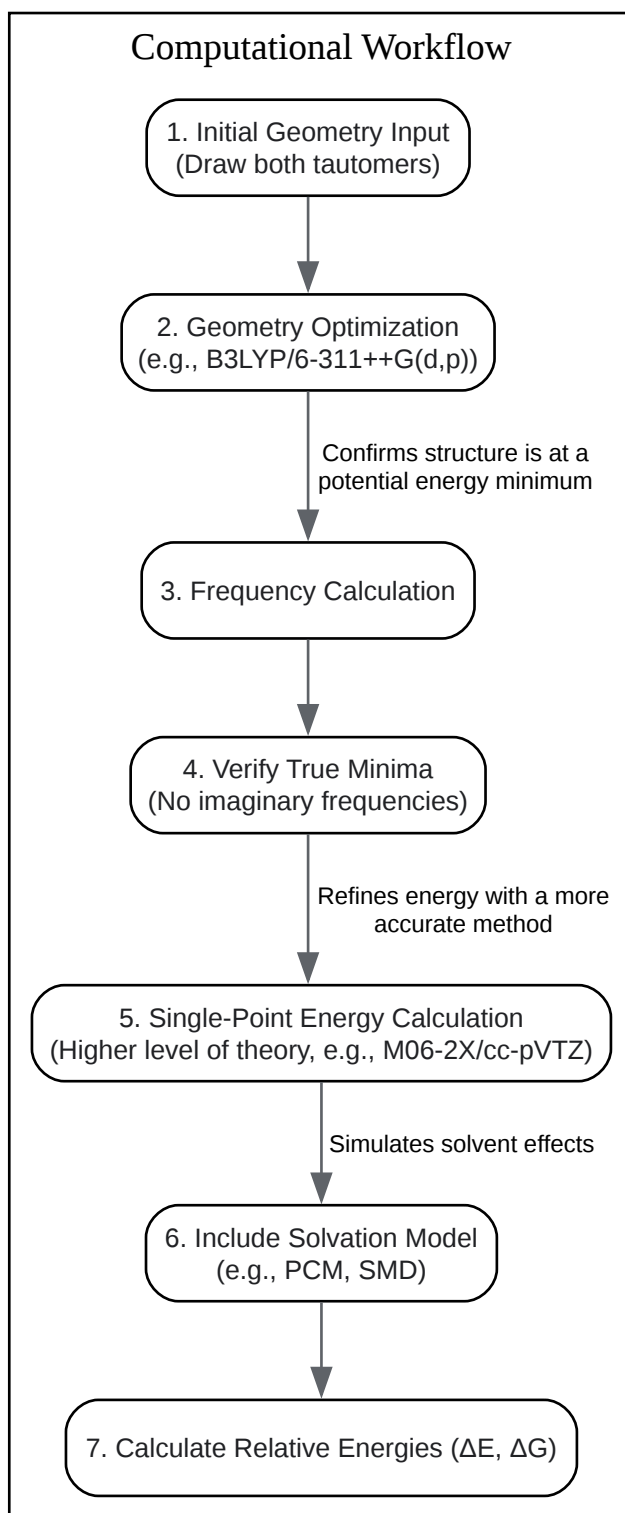 Computational Workflow
1. Initial Geometry Input
(Draw both tautomers)
2. Geometry Optimization
(e.g., B3LYP/6-311++G(d,p))
Confirms structure is at a
potential energy minimum
3. Frequency Calculation
4. Verify True Minima
(No imaginary frequencies)
Refines energy with a more
accurate method
5. Single-Point Energy Calculation
(Higher level of theory, e.g., M06-2X/cc-pVTZ)
Simulates solvent effects
6. Include Solvation Model
(e.g., PCM, SMD)
7. Calculate Relative Energies (ΔE, ΔG)